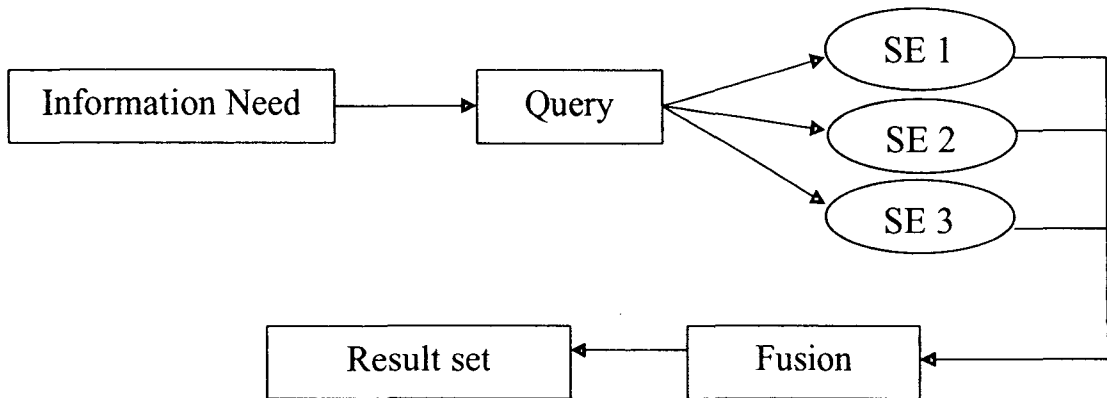 Information Need
Query
SE 1
SE 2
SE 3
Result set
Fusion